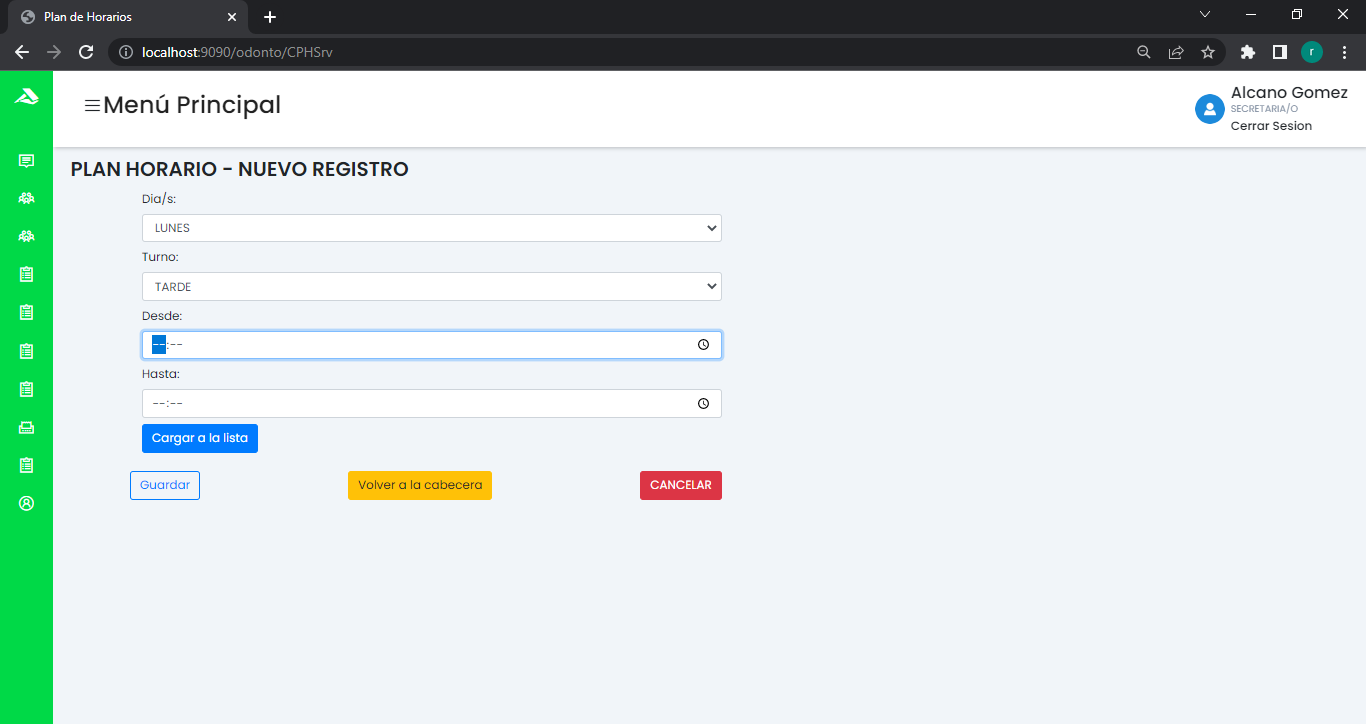 Plan de Horarios
localhost:9090/odonto/CPHSrv
r
Menú Principal
Alcano Gomez
SECRETARIA/O
Cerrar Sesion
PLAN HORARIO - NUEVO REGISTRO
Dia/s:
LUNES
Turno:
TARDE
Desde:
--:--
Hasta:
--:--
Cargar a la lista
Guardar
Volver a la cabecera
CANCELAR